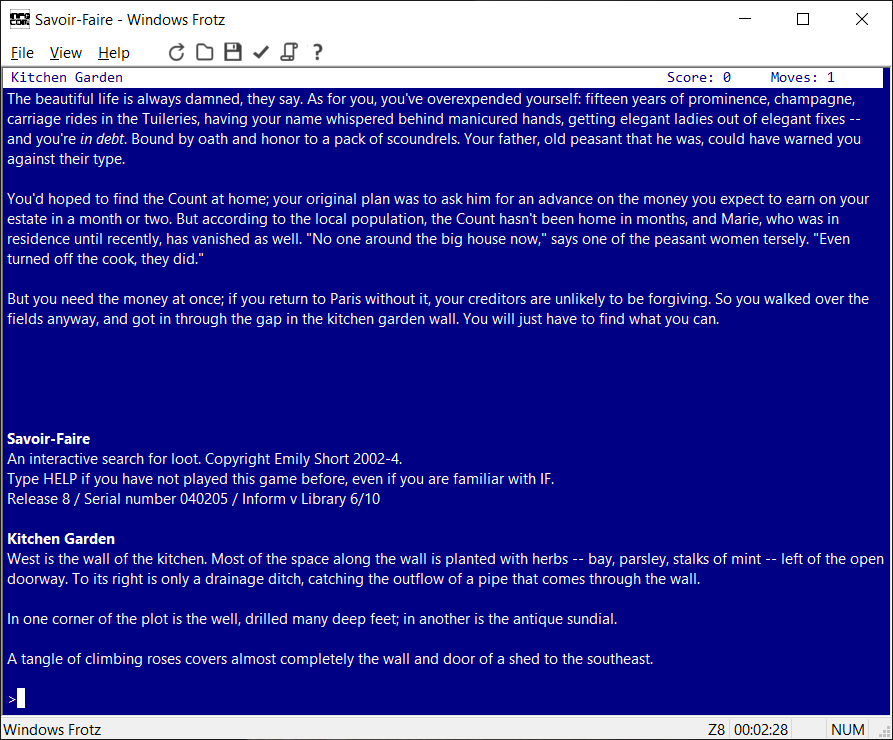 Savoir-Faire - Windows Frotz
File View Help
Kitchen Garden Score: 0 Moves: 1
The beautiful life is always damned, they say. As for you, you've overexpended yourself: fifteen years of prominence, champagne,
carriage rides in the Tuileries, having your name whispered behind manicured hands, getting elegant ladies out of elegant fixes --
and you're in debt. Bound by oath and honor to a pack of scoundrels. Your father, old peasant that he was, could have warned you
against their type.
You'd hoped to find the Count at home; your original plan was to ask him for an advance on the money you expect to earn on your
estate in a month or two. But according to the local population, the Count hasn't been home in months, and Marie, who was in
residence until recently, has vanished as well. "No one around the big house now," says one of the peasant women tersely. "Even
turned off the cook, they did."
But you need the money at once; if you return to Paris without it, your creditors are unlikely to be forgiving. So you walked over the
fields anyway, and got in through the gap in the kitchen garden wall. You will just have to find what you can.
Savoir-Faire
An interactive search for loot. Copyright Emily Short 2002-4.
Type HELP if you have not played this game before, even if you are familiar with IF.
Release 8 / Serial number 040205 / Inform v Library 6/10
Kitchen Garden
West is the wall of the kitchen. Most of the space along the wall is planted with herbs -- bay, parsley, stalks of mint -- left of the open
doorway. To its right is only a drainage ditch, catching the outflow of a pipe that comes through the wall.
In one corner of the plot is the well, drilled many deep feet; in another is the antique sundial.
A tangle of climbing roses covers almost completely the wall and door of a shed to the southeast.
>
Windows Frotz Z8 00:02:28 NUM